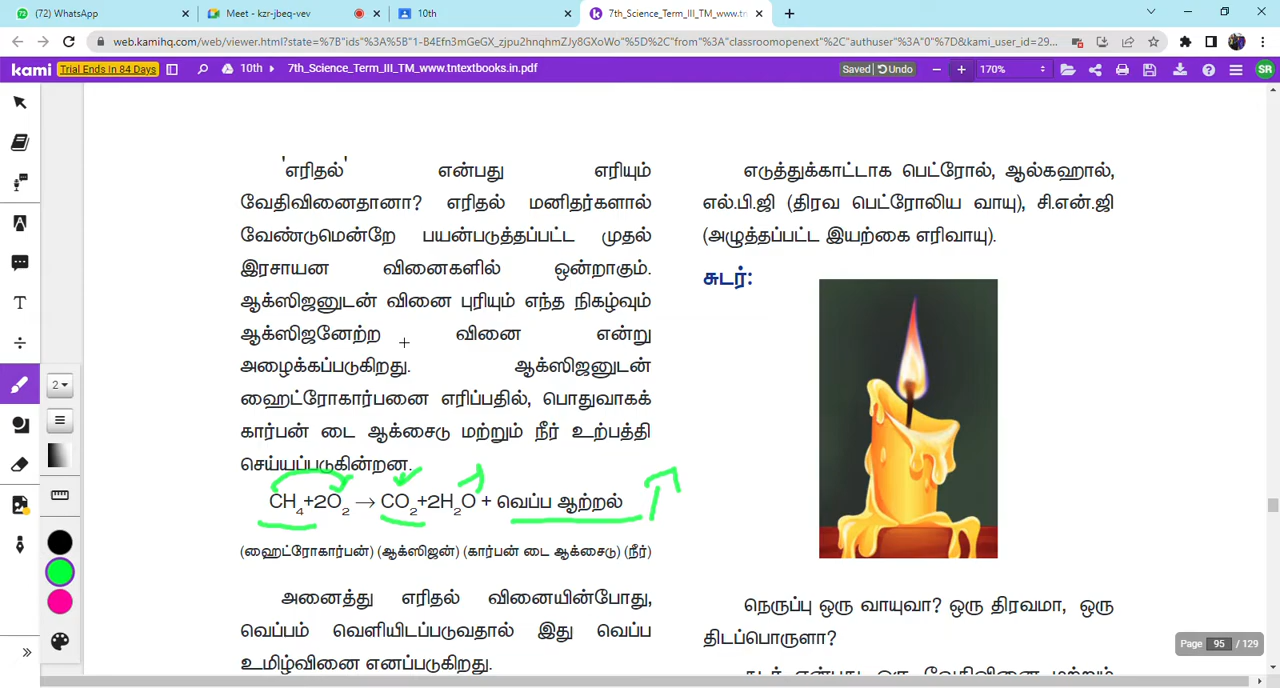 (72) WhatsApp
Meet - kzr-jbeq-vev
10th
7th_Science_Term_III_TM_www.tn
web.kamihq.com/web/viewer.html?state=%7B"ids"%3A%5B"1-B4Efn3mGeGX_zjpu2hnqhmZJy8GXoWo"%5D%2C"from"%3A"classroomopenext"%2C"authuser"%3A"0"%7D&kami_user_id=29...
kami
Trial Ends In 84 Days
10th
7th_Science_Term_III_TM_www.tntextbooks.in.pdf
Saved
Undo
170%
SR
'எரிதல்' என்பது எரியும்
வேதிவினைதானா? எரிதல் மனிதர்களால்
வேண்டுமென்றே பயன்படுத்தப்பட்ட முதல்
இரசாயன வினைகளில் ஒன்றாகும்.
ஆக்ஸிஜனுடன் வினை புரியும் எந்த நிகழ்வும்
ஆக்ஸிஜனேற்ற வினை என்று
அழைக்கப்படுகிறது. ஆக்ஸிஜனுடன்
ஹைட்ரோகார்பனை எரிப்பதில், பொதுவாகக்
கார்பன் டை ஆக்சைடு மற்றும் நீர் உற்பத்தி
செய்யப்படுகின்றன.
CH₄+2O₂ → CO₂+2H₂O + வெப்ப ஆற்றல்
(ஹைட்ரோகார்பன்) (ஆக்ஸிஜன்) (கார்பன் டை ஆக்சைடு) (நீர்)
அனைத்து எரிதல் வினையின்போது,
வெப்பம் வெளியிடப்படுவதால் இது வெப்ப
உமிழ்வினை எனப்படுகிறது.
எடுத்துக்காட்டாக பெட்ரோல், ஆல்கஹால்,
எல்.பி.ஜி (திரவ பெட்ரோலிய வாயு), சி.என்.ஜி
(அழுத்தப்பட்ட இயற்கை எரிவாயு).
சுடர்:
நெருப்பு ஒரு வாயுவா? ஒரு திரவமா, ஒரு
திடப்பொருளா?
சுடர் என்பது ஒரு வேதிவினை மற்றும்
2
Page 95 / 129